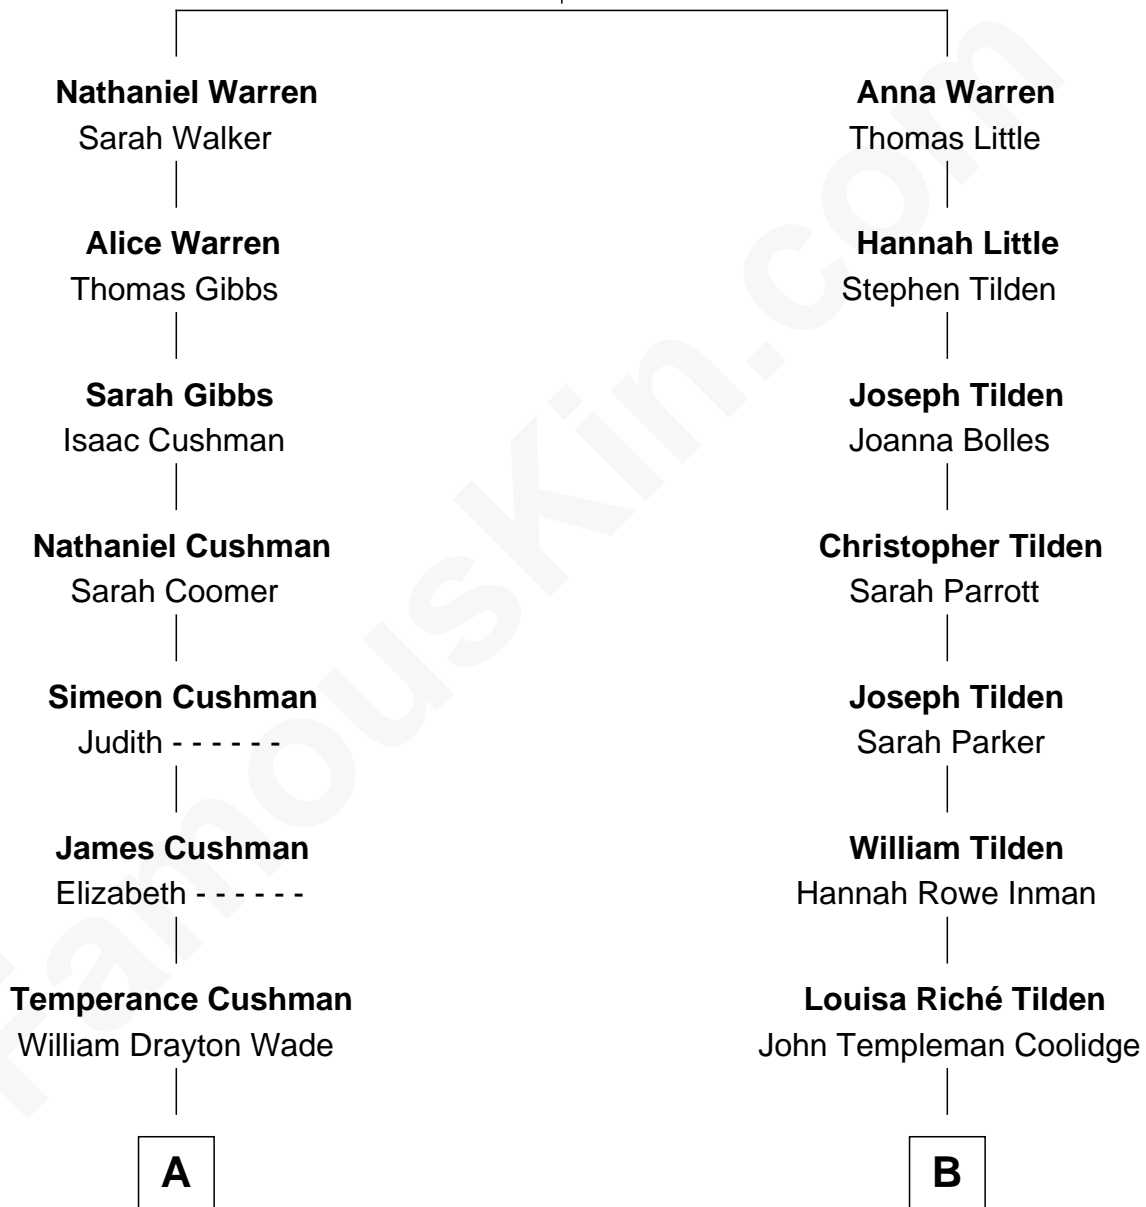 Nathaniel Warren
Sarah Walker
Alice Warren
Thomas Gibbs
Sarah Gibbs
Isaac Cushman
Nathaniel Cushman
Sarah Coomer
Simeon Cushman
Judith - - - - - -
James Cushman
Elizabeth - - - - - -
Temperance Cushman
William Drayton Wade
A
Anna Warren
Thomas Little
Hannah Little
Stephen Tilden
Joseph Tilden
Joanna Bolles
Christopher Tilden
Sarah Parrott
Joseph Tilden
Sarah Parker
William Tilden
Hannah Rowe Inman
Louisa Riché Tilden
John Templeman Coolidge
B
FamousKin.com